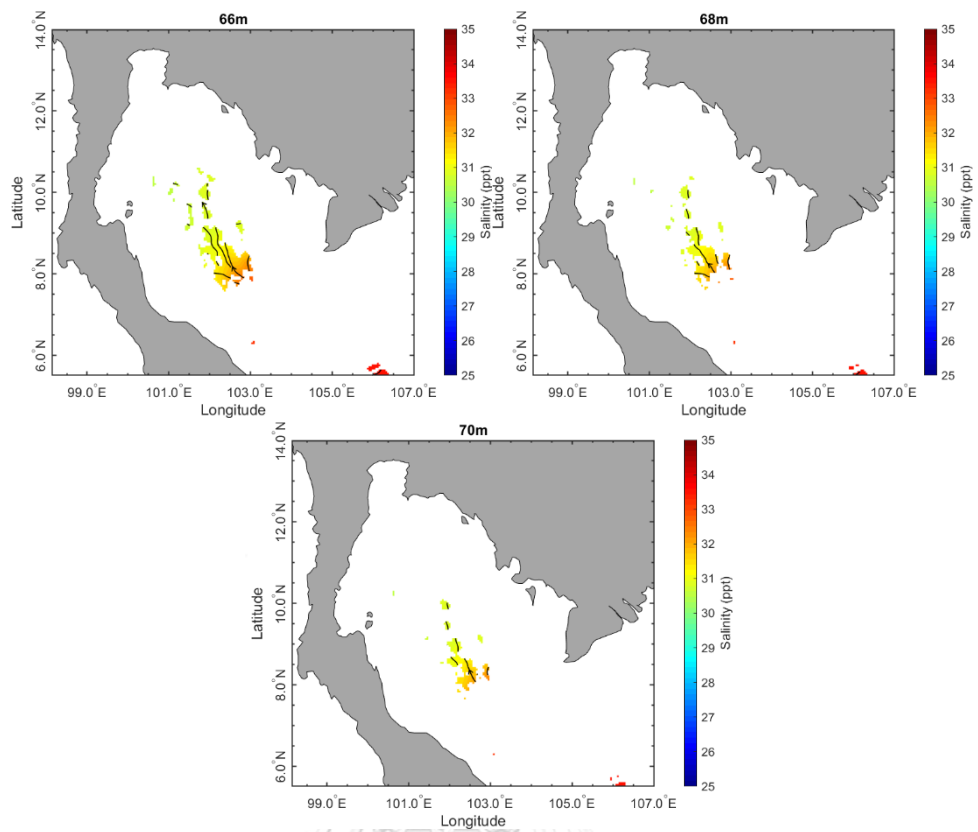 66m
14.0°N
12.0°N
10.0°N
8.0°N
6.0°N
Latitude
99.0°E 101.0°E 103.0°E 105.0°E 107.0°E
Longitude
35
34
33
32
31
30
29
28
27
26
25
Salinity (ppt)
68m
14.0°N
12.0°N
10.0°N
8.0°N
6.0°N
Latitude
99.0°E 101.0°E 103.0°E 105.0°E 107.0°E
Longitude
35
34
33
32
31
30
29
28
27
26
25
Salinity (ppt)
70m
14.0°N
12.0°N
10.0°N
8.0°N
6.0°N
Latitude
99.0°E 101.0°E 103.0°E 105.0°E 107.0°E
Longitude
35
34
33
32
31
30
29
28
27
26
25
Salinity (ppt)